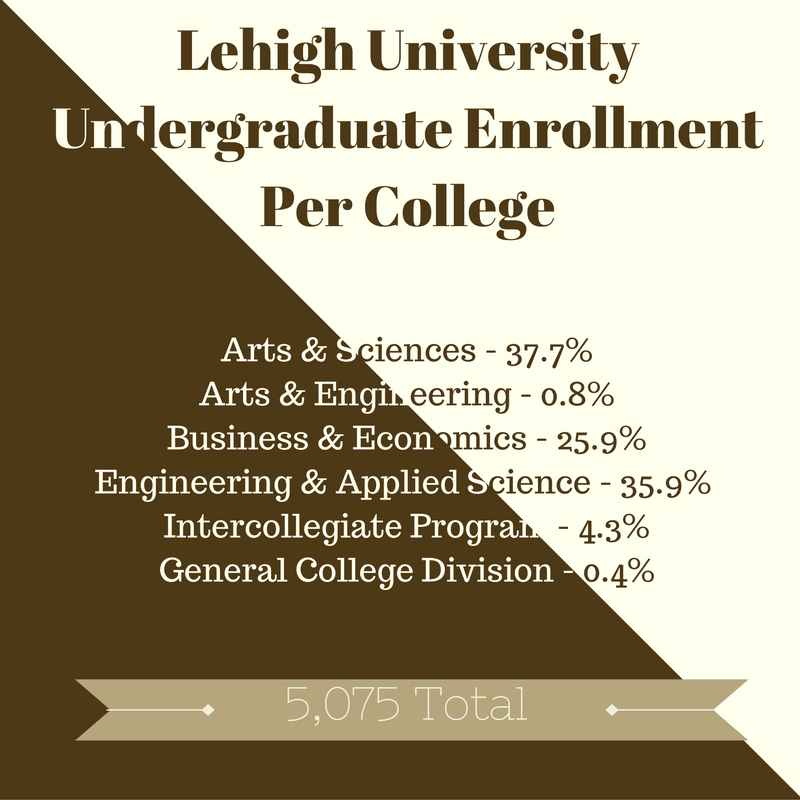 Lehigh University
Undergraduate Enrollment
Per College
Arts & Sciences - 37.7%
Arts & Engineering - 0.8%
Business & Economics - 25.9%
Engineering & Applied Science - 35.9%
Intercollegiate Program - 4.3%
General College Division - 0.4%
5,075 Total